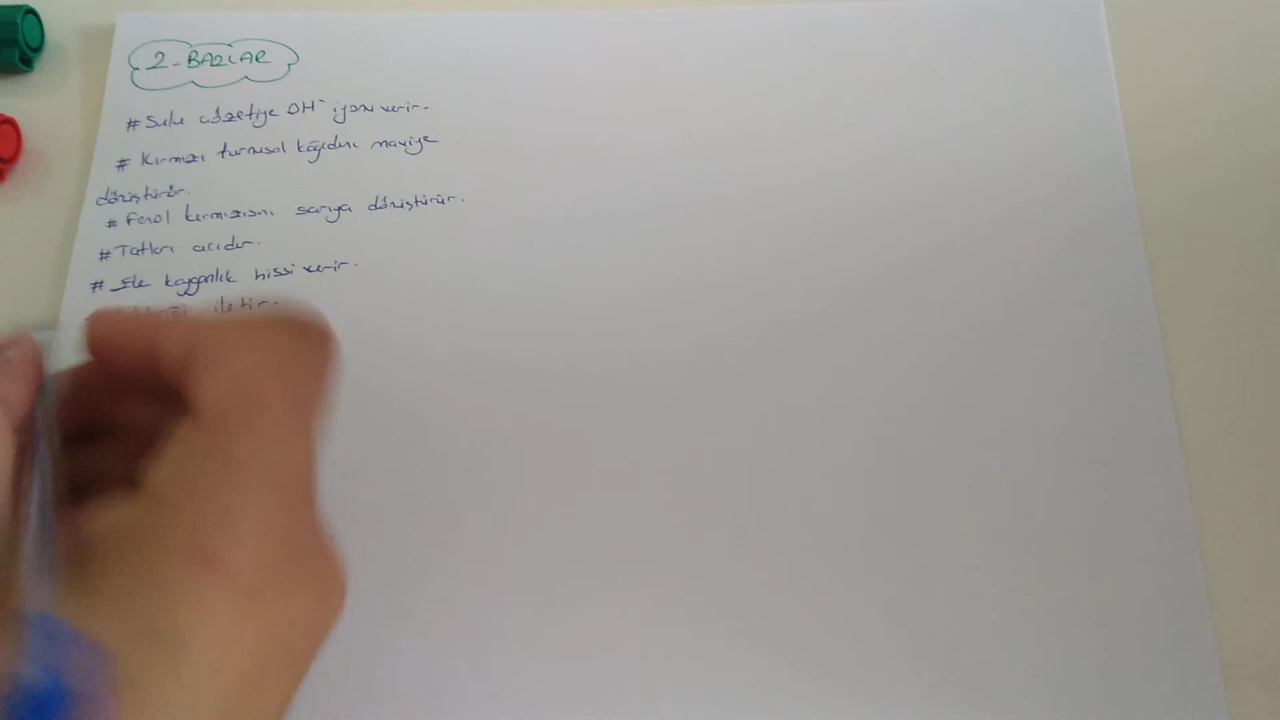 2-BAZLAR
# Sulu çözeltiye OH⁻ iyonu verir.
# Kırmızı turnusol kağıdını maviye
dönüştürür.
# Fenol kırmızısını sarıya dönüştürür.
# Tatları acıdır.
# Ele kayganlık hissi verir.
iletir.